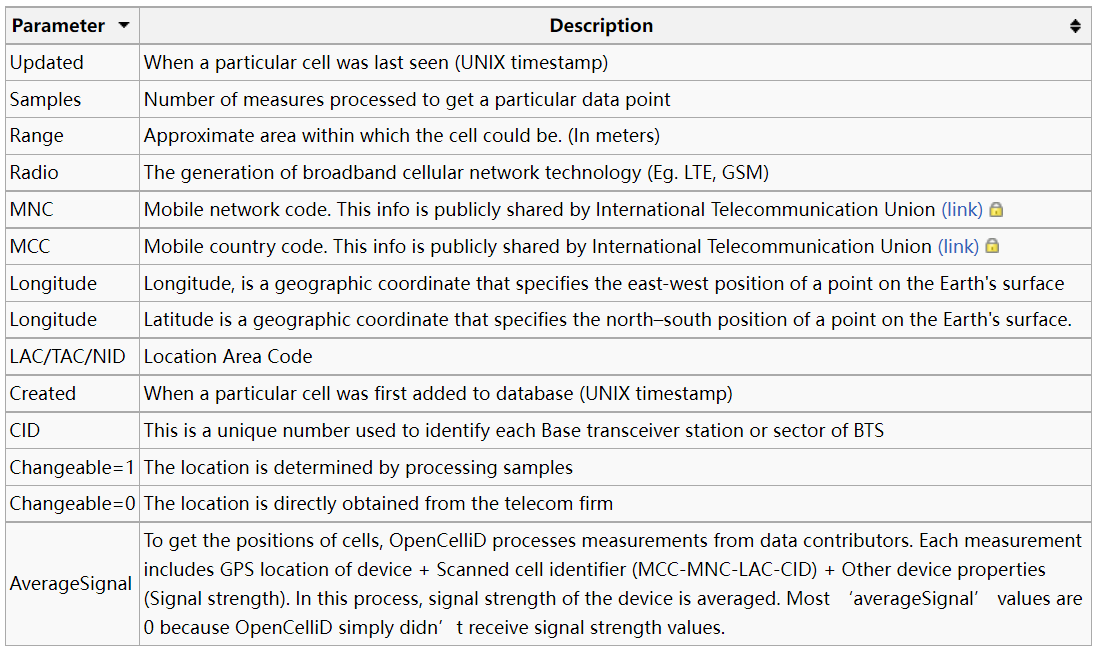 Parameter Description
Updated When a particular cell was last seen (UNIX timestamp)
Samples Number of measures processed to get a particular data point
Range Approximate area within which the cell could be. (In meters)
Radio The generation of broadband cellular network technology (Eg. LTE, GSM)
MNC Mobile network code. This info is publicly shared by International Telecommunication Union (link)
MCC Mobile country code. This info is publicly shared by International Telecommunication Union (link)
Longitude Longitude, is a geographic coordinate that specifies the east-west position of a point on the Earth's surface
Longitude Latitude is a geographic coordinate that specifies the north–south position of a point on the Earth's surface.
LAC/TAC/NID Location Area Code
Created When a particular cell was first added to database (UNIX timestamp)
CID This is a unique number used to identify each Base transceiver station or sector of BTS
Changeable=1 The location is determined by processing samples
Changeable=0 The location is directly obtained from the telecom firm
AverageSignal To get the positions of cells, OpenCelliD processes measurements from data contributors. Each measurement
includes GPS location of device + Scanned cell identifier (MCC-MNC-LAC-CID) + Other device properties
(Signal strength). In this process, signal strength of the device is averaged. Most ‘averageSignal’ values are
0 because OpenCelliD simply didn’t receive signal strength values.